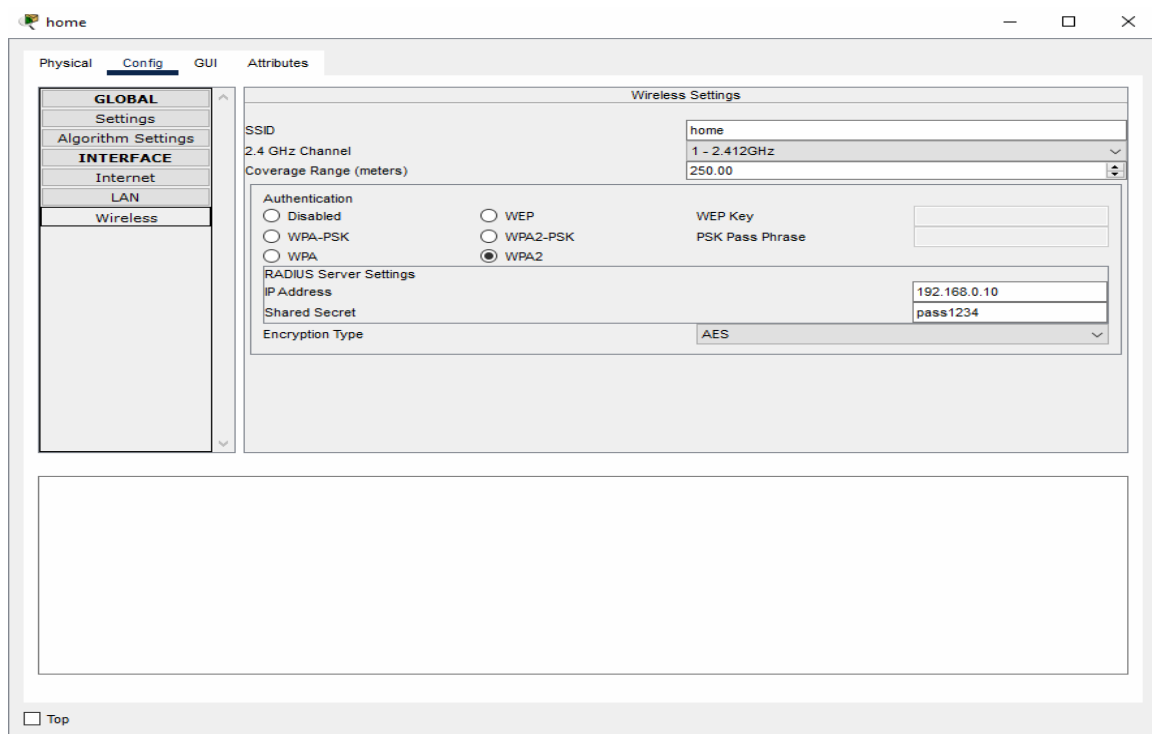 home
Physical Config GUI Attributes
GLOBAL
Settings
Algorithm Settings
INTERFACE
Internet
LAN
Wireless
Wireless Settings
SSID home
2.4 GHz Channel 1 - 2.412GHz
Coverage Range (meters) 250.00
Authentication
Disabled WEP WEP Key
WPA-PSK WPA2-PSK PSK Pass Phrase
WPA WPA2
RADIUS Server Settings
IP Address 192.168.0.10
Shared Secret pass1234
Encryption Type AES
Top